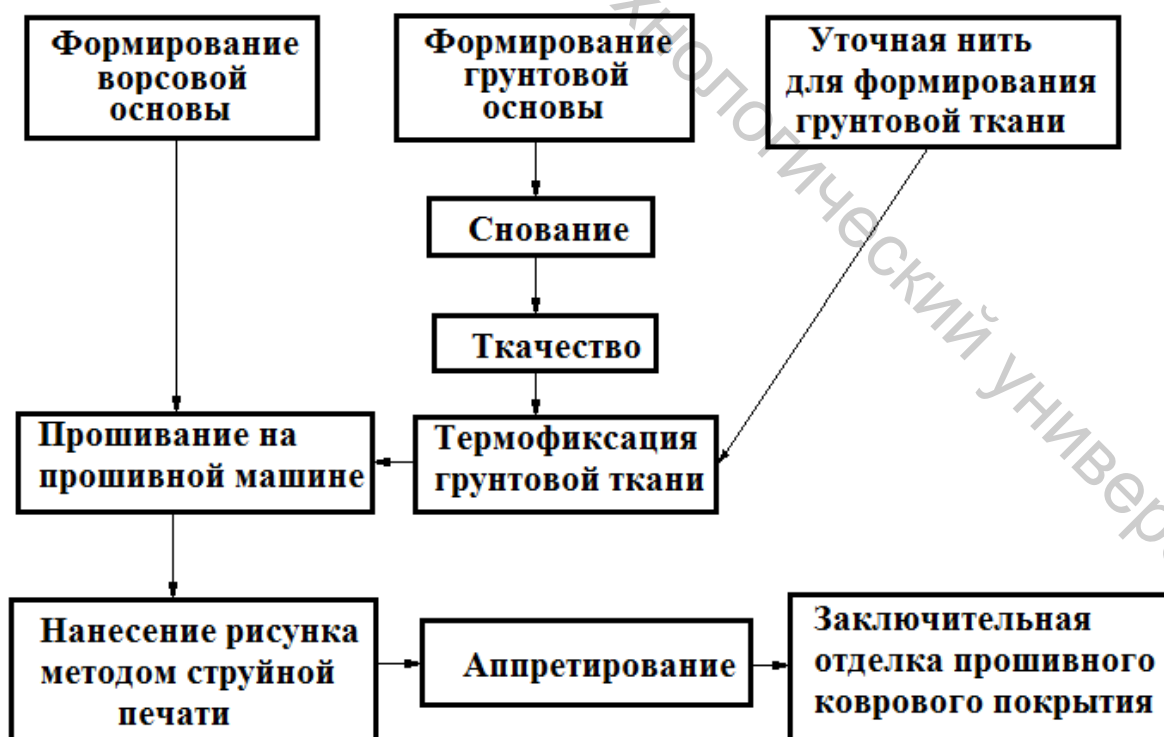 Формирование
ворсовой
основы
Формирование
грунтовой
основы
Уточная нить
для формирования
грунтовой ткани
Снование
Ткачество
Прошивание на
прошивной машине
Термофиксация
грунтовой ткани
Нанесение рисунка
методом струйной
печати
Аппретирование
Заключительная
отделка прошивного
коврового покрытия